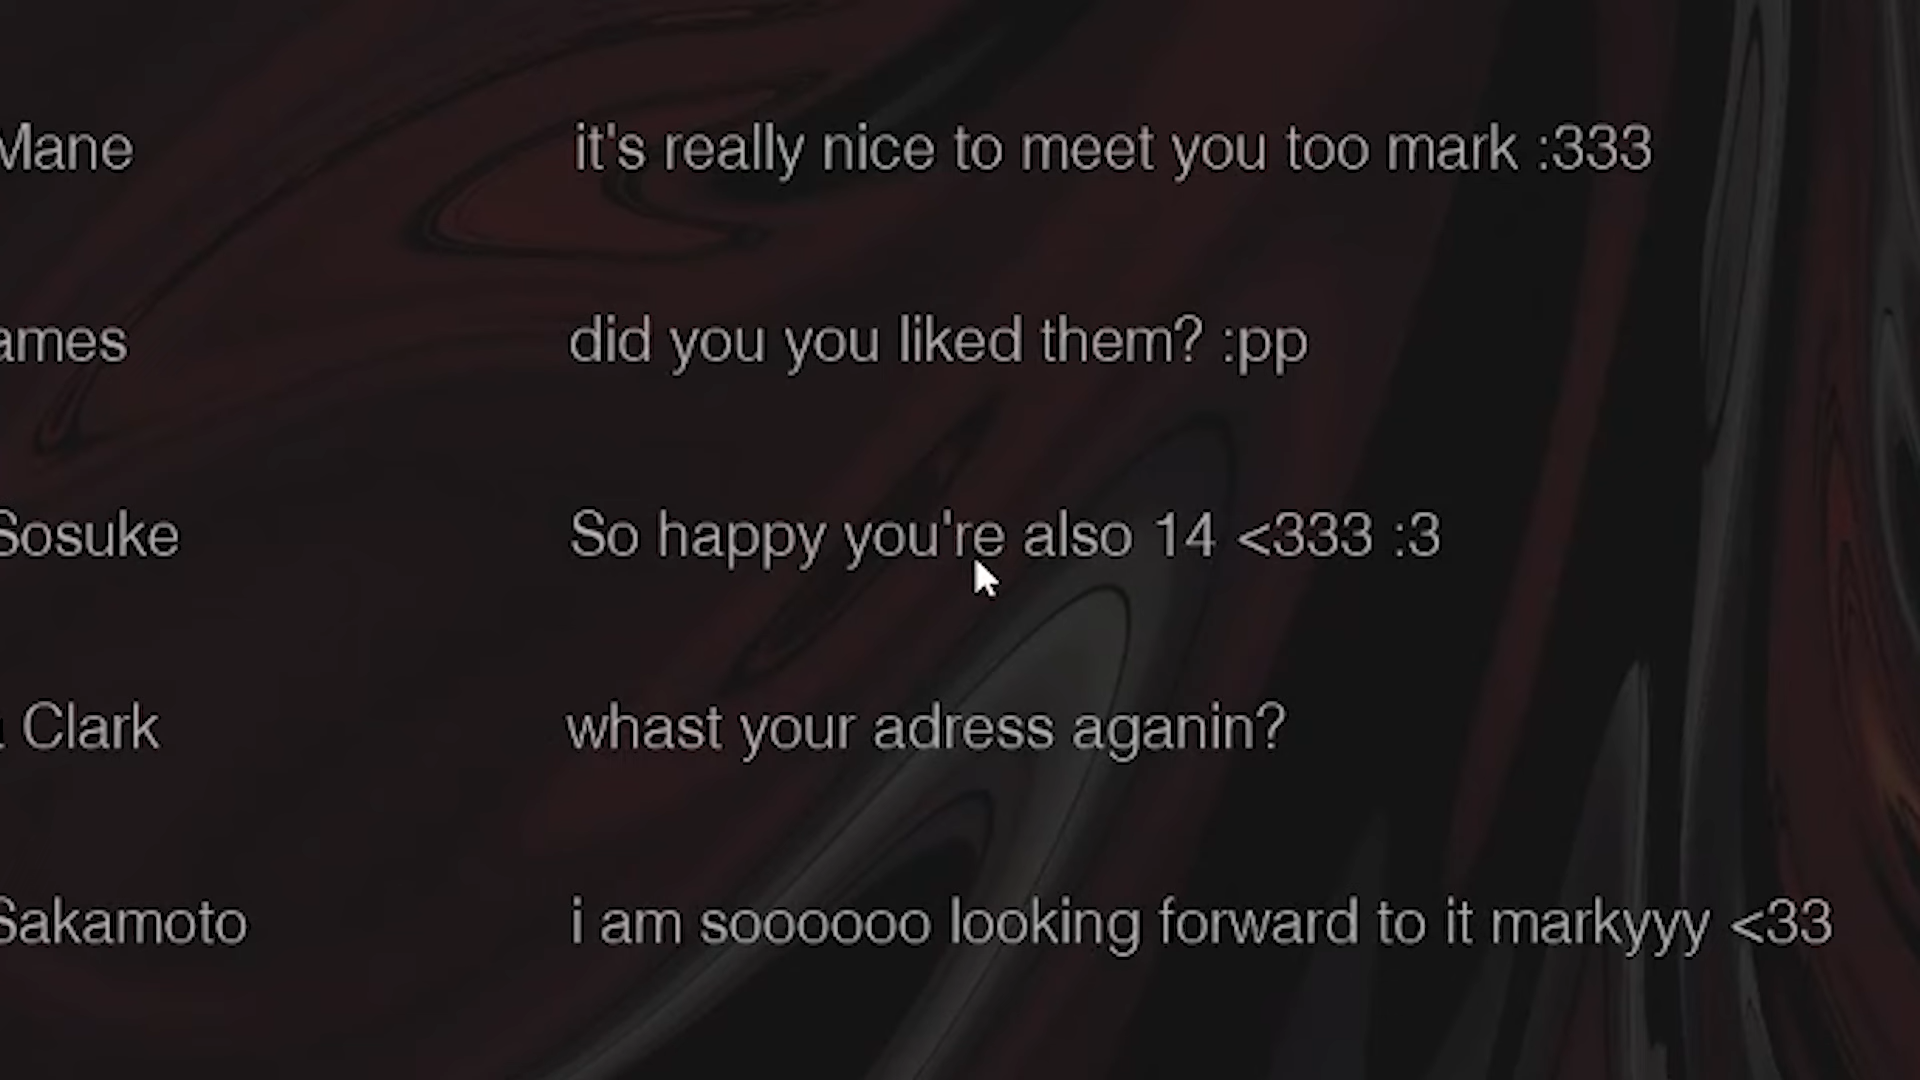 Mane it's really nice to meet you too mark :333
ames did you you liked them? :pp
Sosuke So happy you're also 14 <333 :3
Clark whast your adress aganin?
Sakamoto i am soooooo looking forward to it markyyy <33